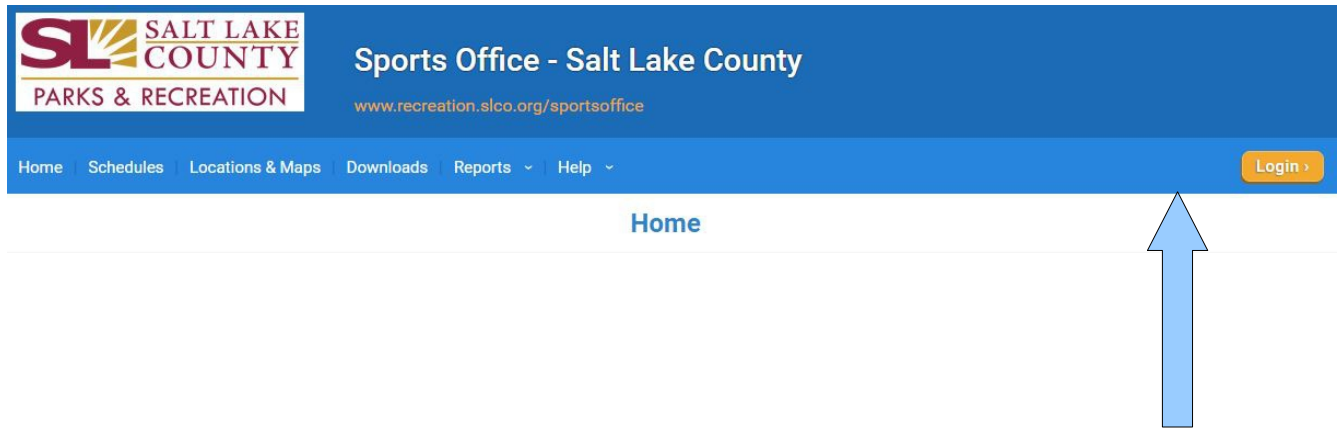 SL SALT LAKE
COUNTY
PARKS & RECREATION
Sports Office - Salt Lake County
www.recreation.slco.org/sportsoffice
Home Schedules Locations & Maps Downloads Reports Help Login ›
Home